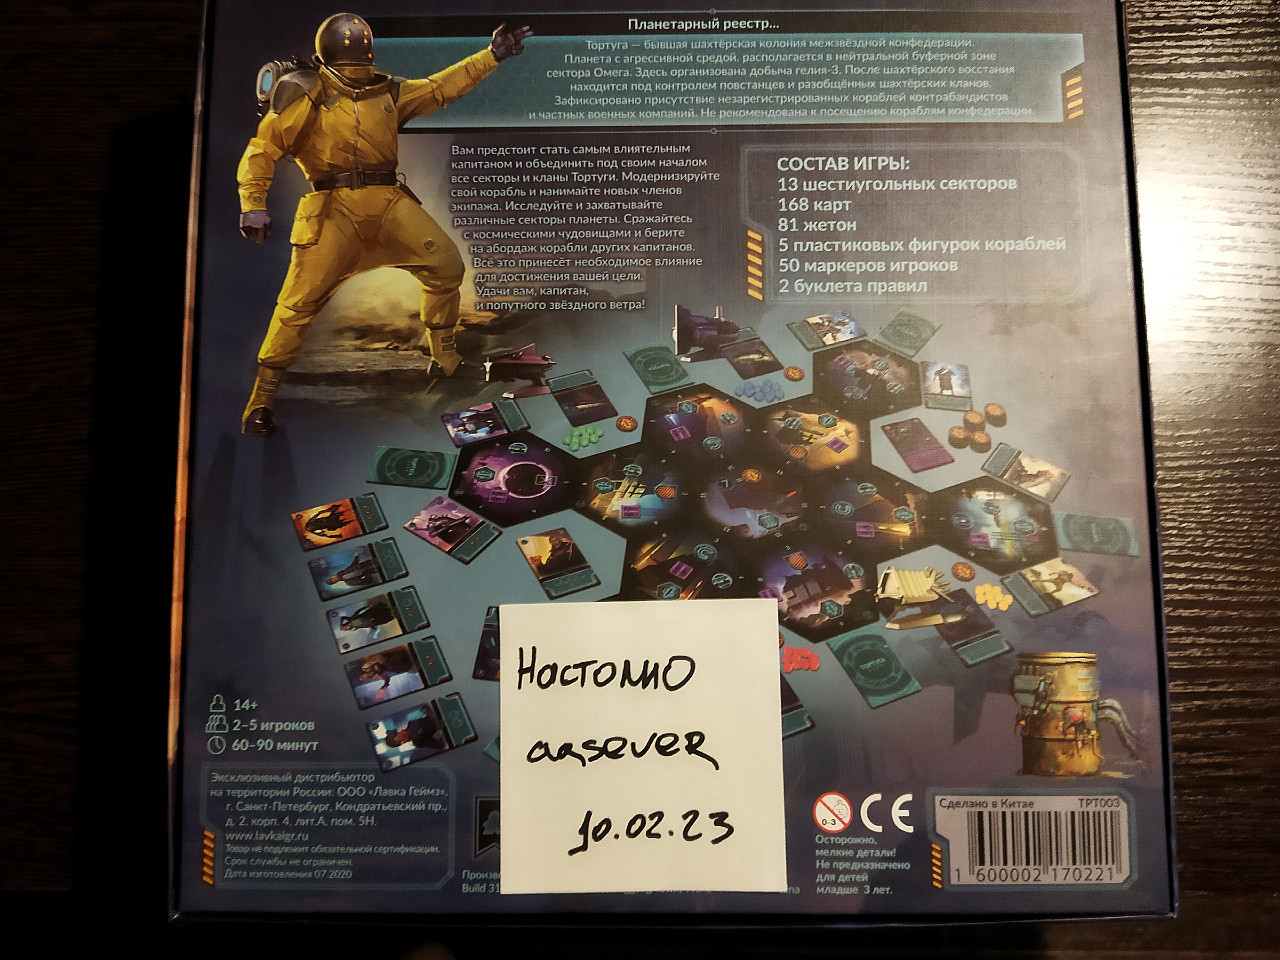 Планетарный реестр...
Тортуга — бывшая шахтёрская колония межзвёздной конфедерации.
Планета с агрессивной средой, располагается в нейтральной буферной зоне
сектора Омега. Здесь организована добыча гелия-3. После шахтёрского восстания
находится под контролем повстанцев и разобщённых шахтёрских кланов.
Зафиксировано присутствие незарегистрированных кораблей контрабандистов
и частных военных компаний. Не рекомендована к посещению кораблям конфедерации.
Вам предстоит стать самым влиятельным
капитаном и объединить под своим началом
все секторы и кланы Тортуги. Модернизируйте
свой корабль и нанимайте новых членов
экипажа. Исследуйте и захватывайте
различные секторы планеты. Сражайтесь
с космическими чудовищами и берите
на абордаж корабли других капитанов.
Всё это принесёт необходимое влияние
для достижения вашей цели.
Удачи вам, капитан,
и попутного звёздного ветра!
СОСТАВ ИГРЫ:
13 шестиугольных секторов
168 карт
81 жетон
5 пластиковых фигурок кораблей
50 маркеров игроков
2 буклета правил
ТОРТУГА
14+
2–5 игроков
60–90 минут
Эксклюзивный дистрибьютор
на территории России: ООО «Лавка Геймз»,
г. Санкт-Петербург, Кондратьевский пр.,
д. 2, корп. 4, лит.А, пом. 5Н.
www.lavkaigr.ru
Товар не подлежит обязательной сертификации.
Срок службы не ограничен.
Дата изготовления 07.2020
Настолио
aqsever
10.02.23
Build 31
0-3
CE
Осторожно,
мелкие детали!
Не предназначено
для детей
младше 3 лет.
Сделано в Китае TPT003
1 600002 170221